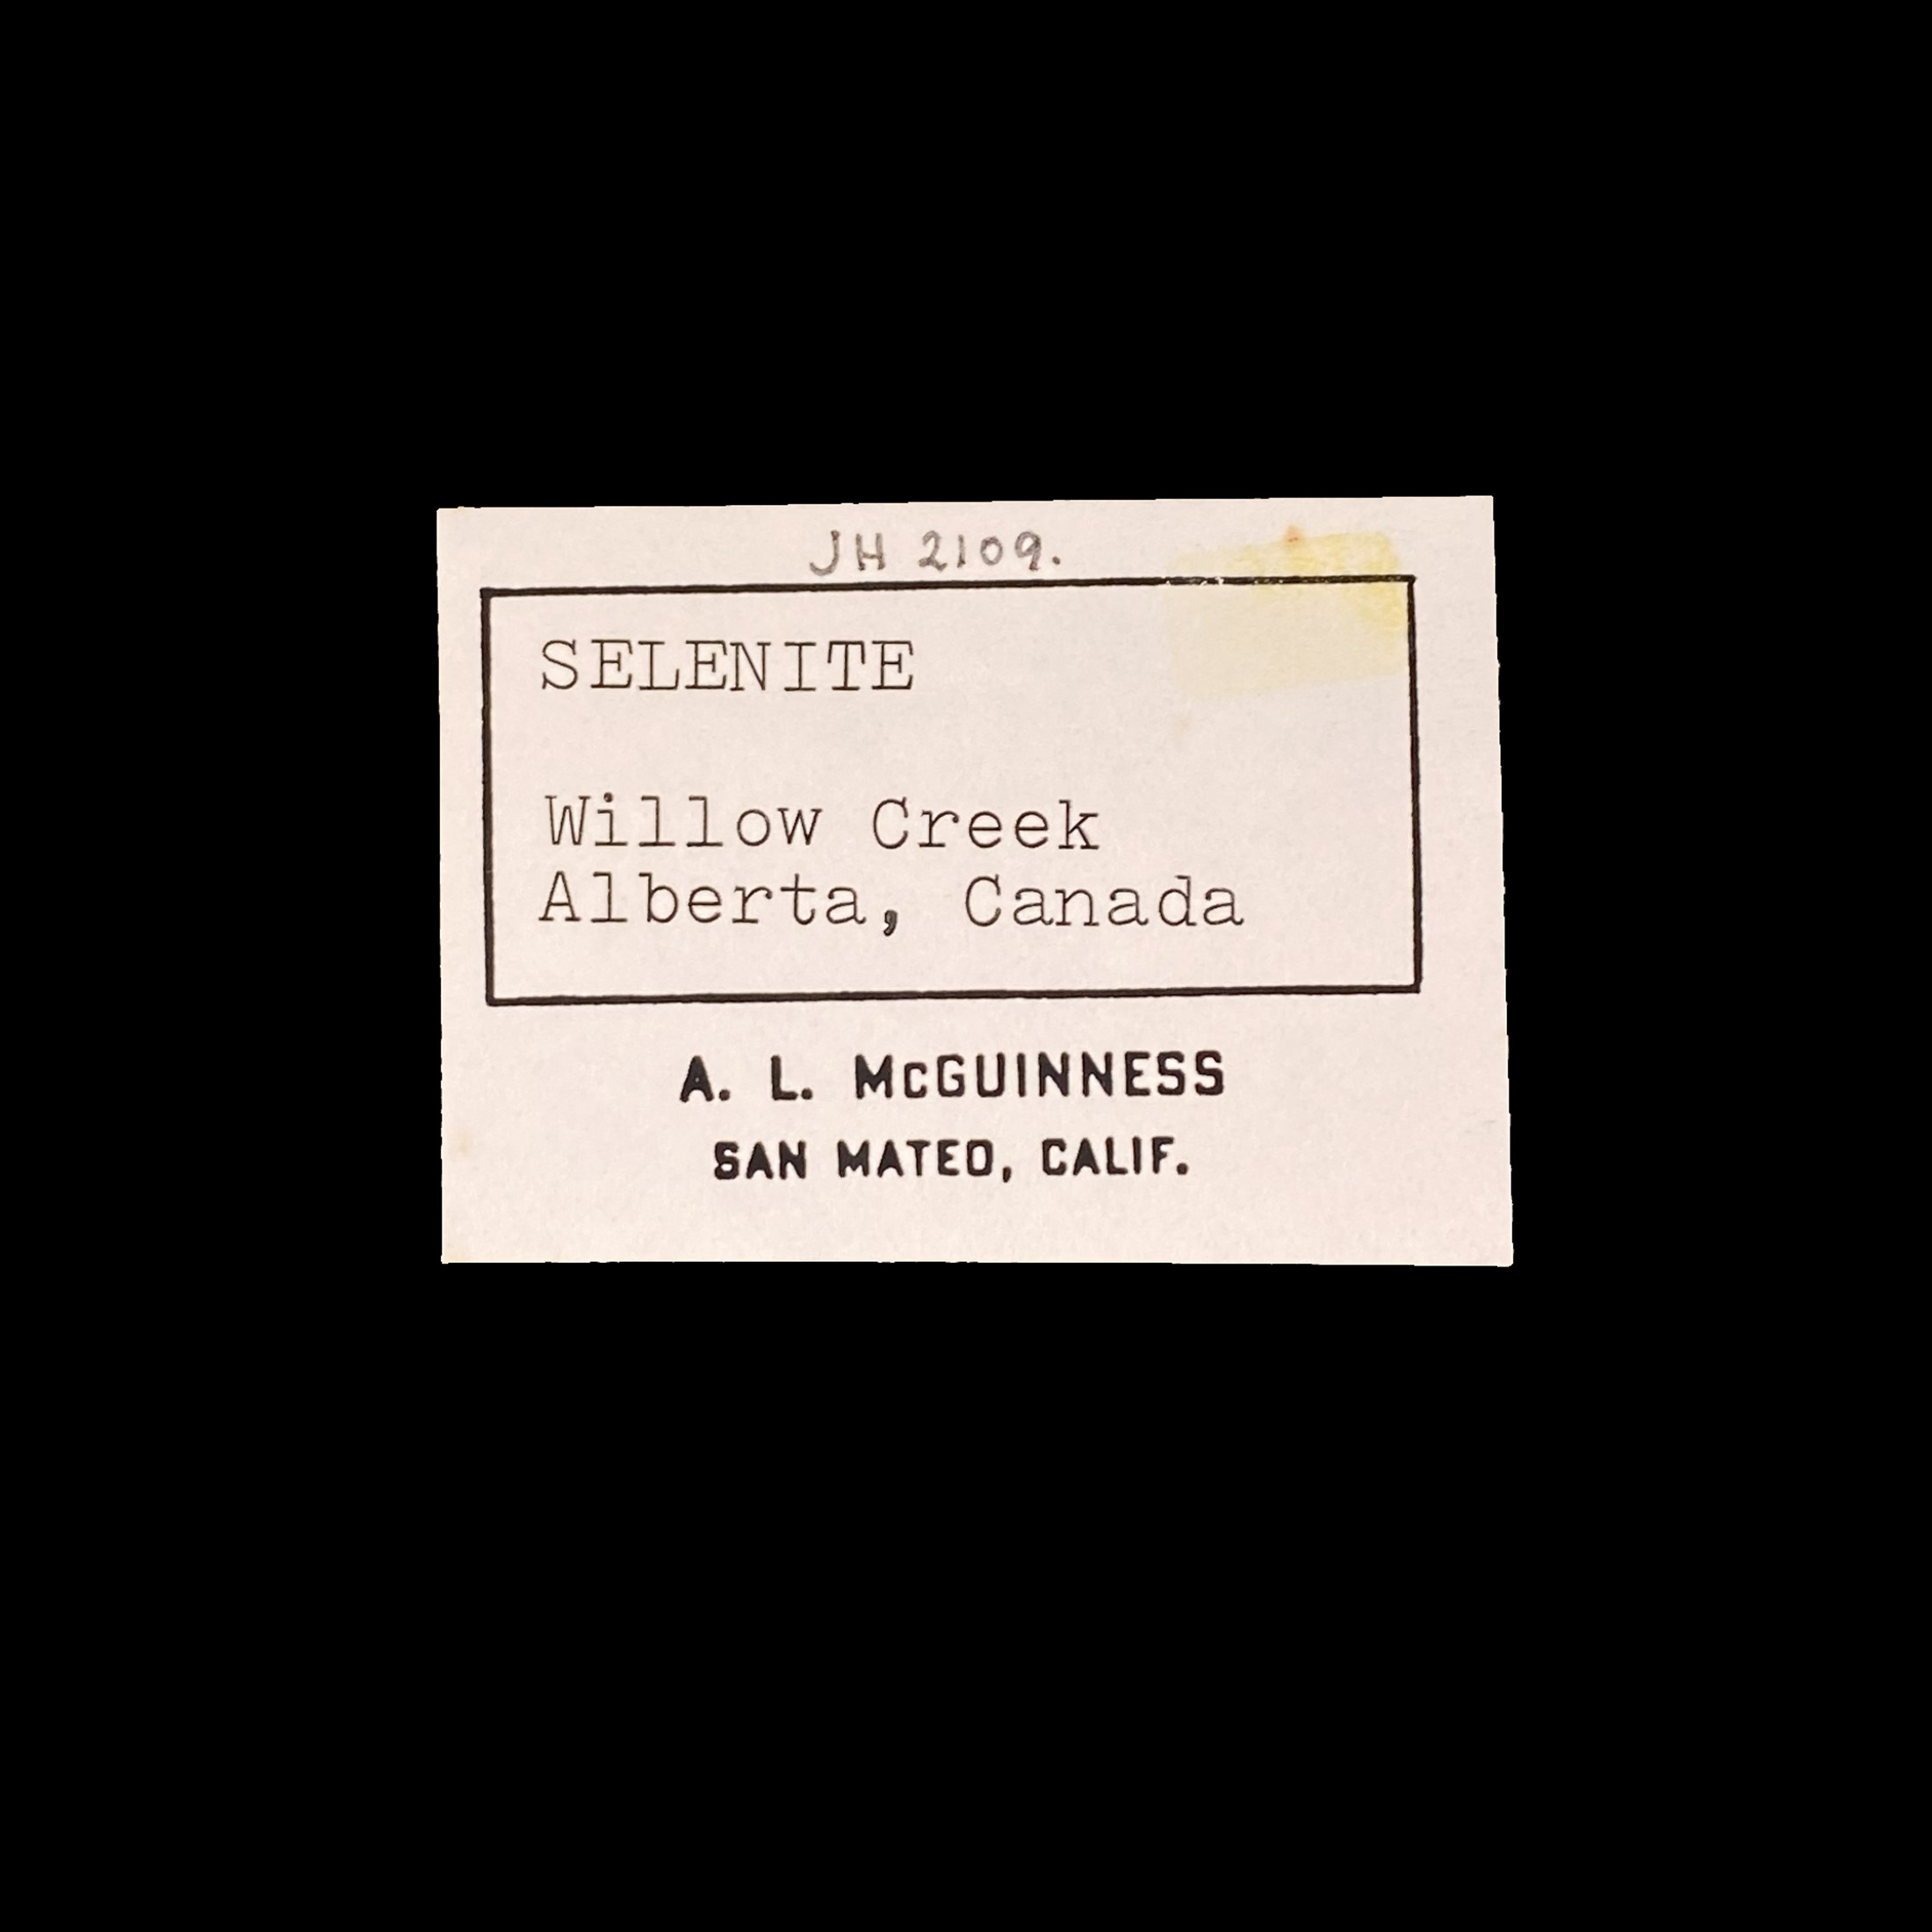 JH 2109.
SELENITE
Willow Creek
Alberta, Canada
A. L. McGUINNESS
SAN MATEO, CALIF.